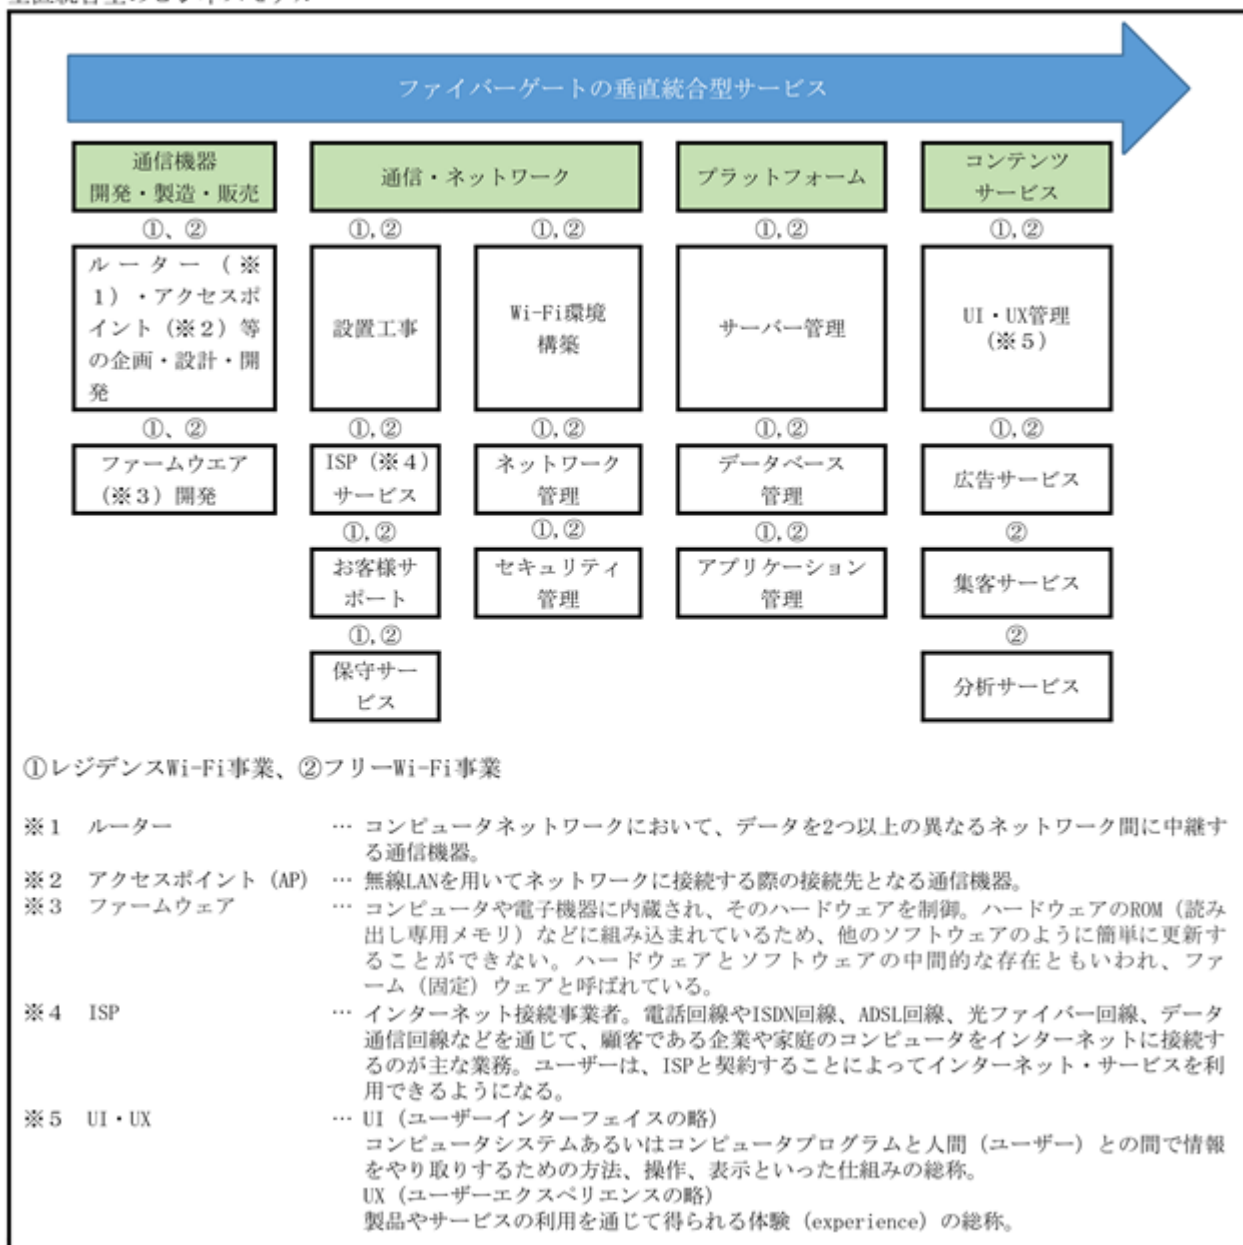 ファイバーゲートの垂直統合型サービス
通信機器
開発・製造・販売
通信・ネットワーク
プラットフォーム
コンテンツ
サービス
①、②
①,②
①,②
①,②
①,②
ルーター(※
1)・アクセスポ
イント(※2)等
の企画・設計・開
発
設置工事
Wi-Fi環境
構築
サーバー管理
UI・UX管理
(※5)
①、②
①,②
①,②
①,②
①,②
ファームウエア
(※3)開発
ISP(※4)
サービス
ネットワーク
管理
データベース
管理
広告サービス
①,②
①,②
①,②
②
お客様サ
ポート
セキュリティ
管理
アプリケーション
管理
集客サービス
①,②
②
保守サー
ビス
分析サービス
①レジデンスWi-Fi事業、②フリーWi-Fi事業
※1 ルーター … コンピュータネットワークにおいて、データを2つ以上の異なるネットワーク間に中継す
る通信機器。
※2 アクセスポイント(AP) … 無線LANを用いてネットワークに接続する際の接続先となる通信機器。
※3 ファームウェア … コンピュータや電子機器に内蔵され、そのハードウェアを制御。ハードウェアのROM(読み
出し専用メモリ)などに組み込まれているため、他のソフトウェアのように簡単に更新す
ることができない。ハードウェアとソフトウェアの中間的な存在ともいわれ、ファ
ーム(固定)ウェアと呼ばれている。
※4 ISP … インターネット接続事業者。電話回線やISDN回線、ADSL回線、光ファイバー回線、データ
通信回線などを通じて、顧客である企業や家庭のコンピュータをインターネットに接続する
のが主な業務。ユーザーは、ISPと契約することによってインターネット・サービスを利
用できるようになる。
※5 UI・UX … UI(ユーザーインターフェイスの略)
コンピュータシステムあるいはコンピュータプログラムと人間(ユーザー)との間で情報
をやり取りするための方法、操作、表示といった仕組みの総称。
UX(ユーザーエクスペリエンスの略)
製品やサービスの利用を通じて得られる体験(experience)の総称。